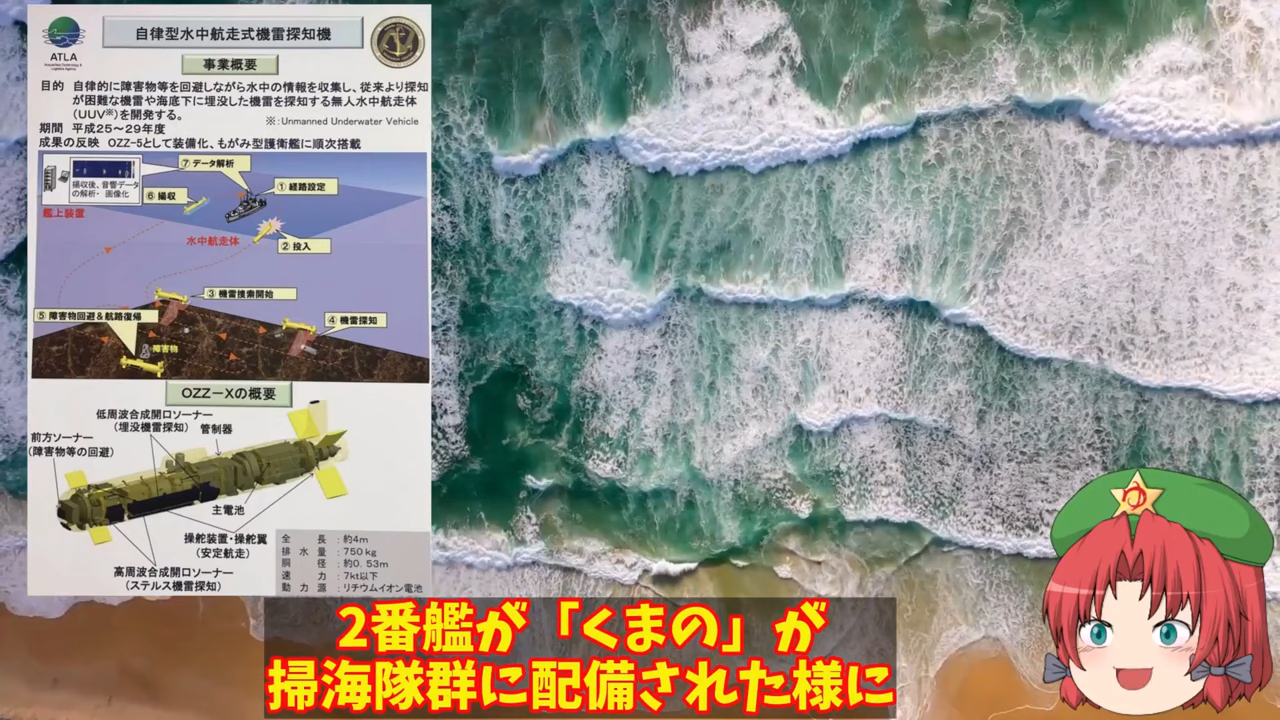 ATLA
自律型水中航走式機雷探知機
事業概要
目的 自律的に障害物等を回避しながら水中の情報を収集し、従来より探知
が困難な機雷や海底下に埋没した機雷を探知する無人水中航走体
(UUV※)を開発する。
※:Unmanned Underwater Vehicle
期間 平成25～29年度
成果の反映 OZZ-5として装備化、もがみ型護衛艦に順次搭載
⑦データ解析
揚収後、音響データ
の解析・画像化
艦上装置
⑥揚収
①経路設定
水中航走体
②投入
③機雷捜索開始
⑤障害物回避&航路復帰
④機雷探知
障害物
OZZ－Xの概要
低周波合成開口ソーナー
(埋没機雷探知)
管制器
前方ソーナー
(障害物等の回避)
主電池
操舵装置・操舵翼
(安定航走)
高周波合成開口ソーナー
(ステルス機雷探知)
全長:約4m
排水量:750kg
胴径:約0.53m
速力:7kt以下
動力源:リチウムイオン電池
2番艦が「くまの」が
掃海隊群に配備された様に